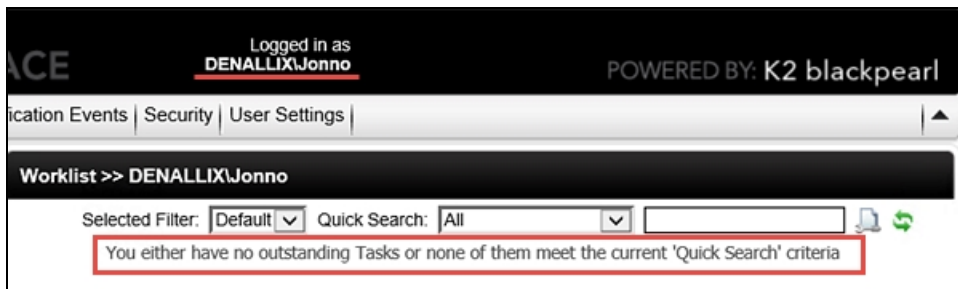 Logged in as
ACE DENALLIX\Jonno
POWERED BY: K2 blackpearl
ication Events | Security | User Settings |
Worklist >> DENALLIX\Jonno
Selected Filter: Default Quick Search: All
You either have no outstanding Tasks or none of them meet the current 'Quick Search' criteria